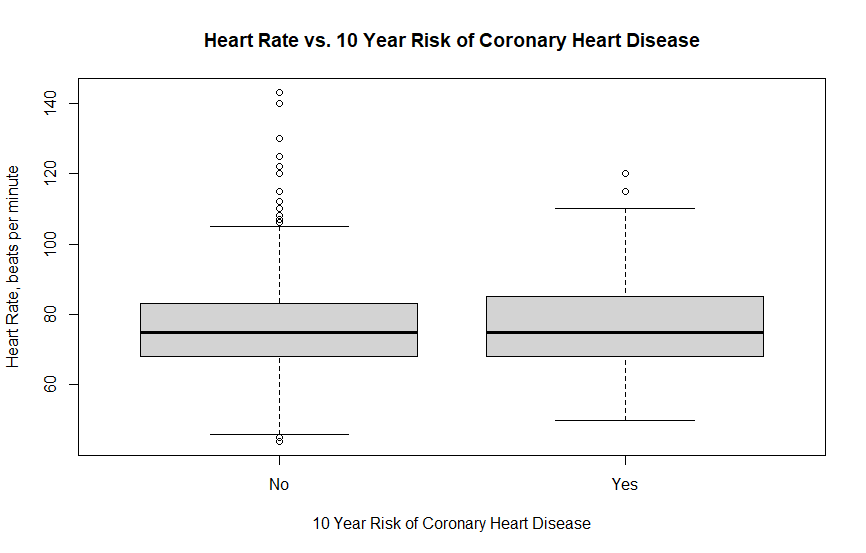 Heart Rate vs. 10 Year Risk of Coronary Heart Disease
Heart Rate, beats per minute
140
120
100
80
60
No
Yes
10 Year Risk of Coronary Heart Disease